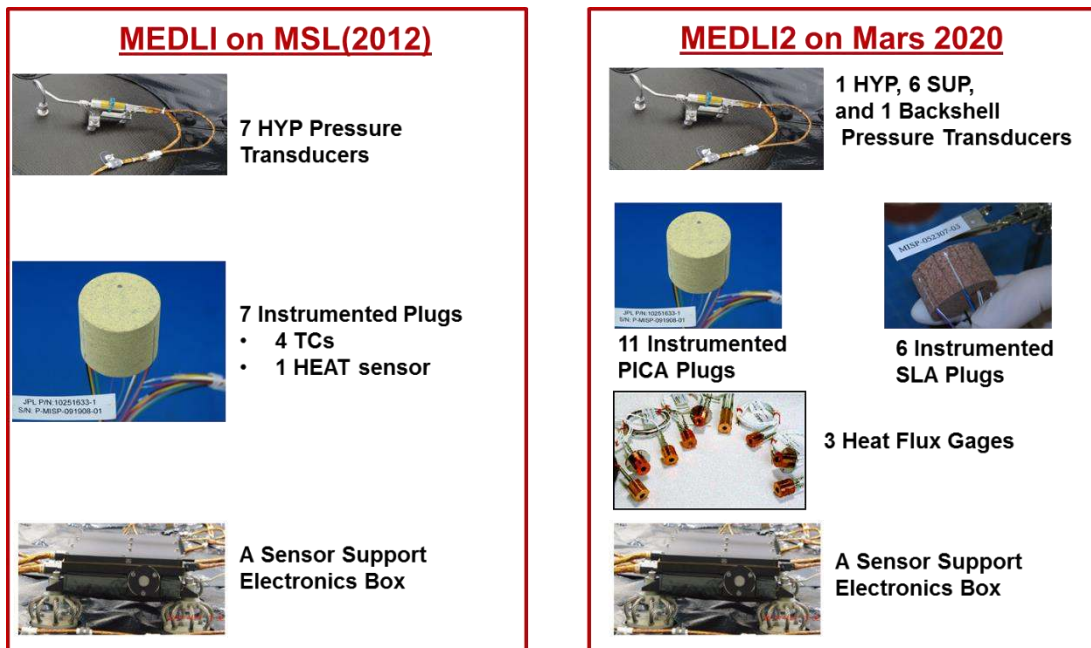 MEDLI on MSL(2012)
7 HYP Pressure
Transducers
7 Instrumented Plugs
• 4 TCs
• 1 HEAT sensor
JPL P/N:10251633-1
S/N: P-MISP-091908-01
A Sensor Support
Electronics Box
MEDLI2 on Mars 2020
1 HYP, 6 SUP,
and 1 Backshell
Pressure Transducers
JPL P/N:10251633-1
S/N: P-MISP-091908-01
11 Instrumented
PICA Plugs
MISP-052307-03
6 Instrumented
SLA Plugs
3 Heat Flux Gages
A Sensor Support
Electronics Box